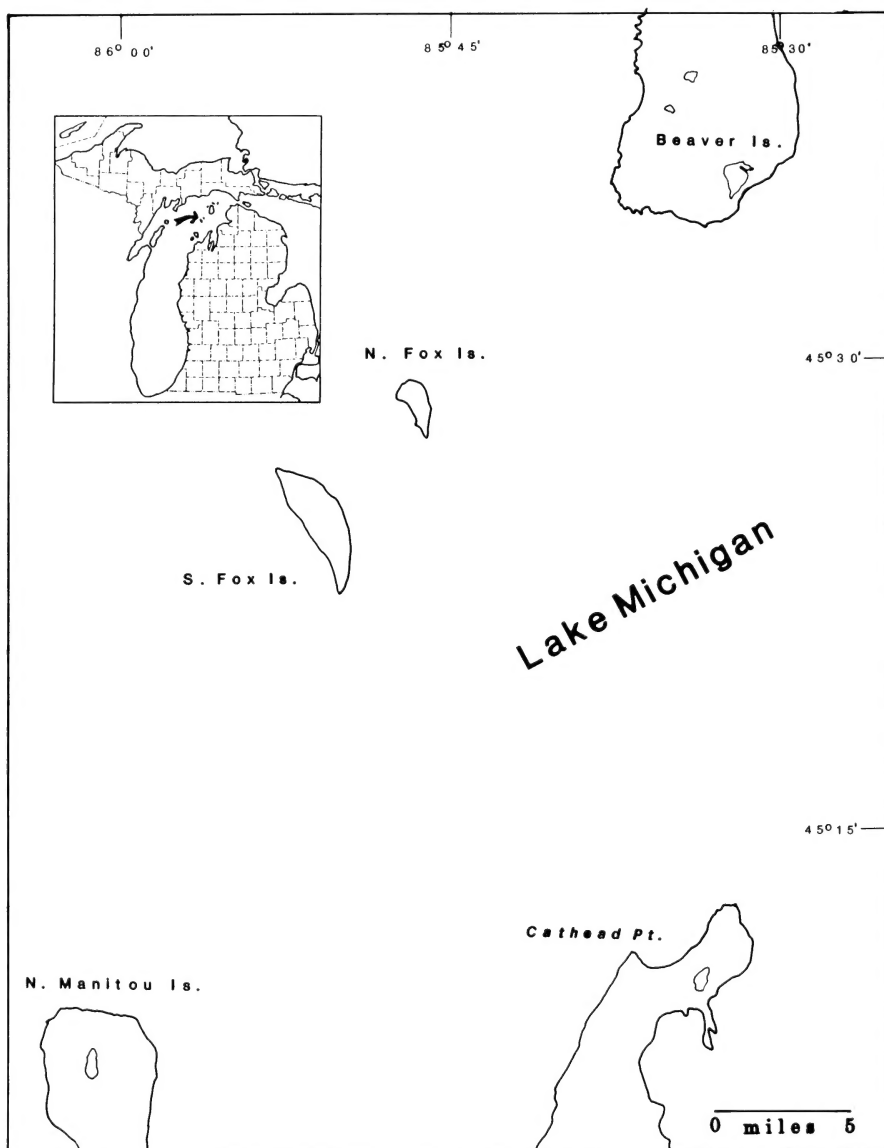 86° 00'
85° 45'
85° 30'
Beaver Is.
N. Fox Is.
45° 30'
S. Fox Is.
Lake Michigan
45° 15'
Cathead Pt.
N. Manitou Is.
0 miles 5